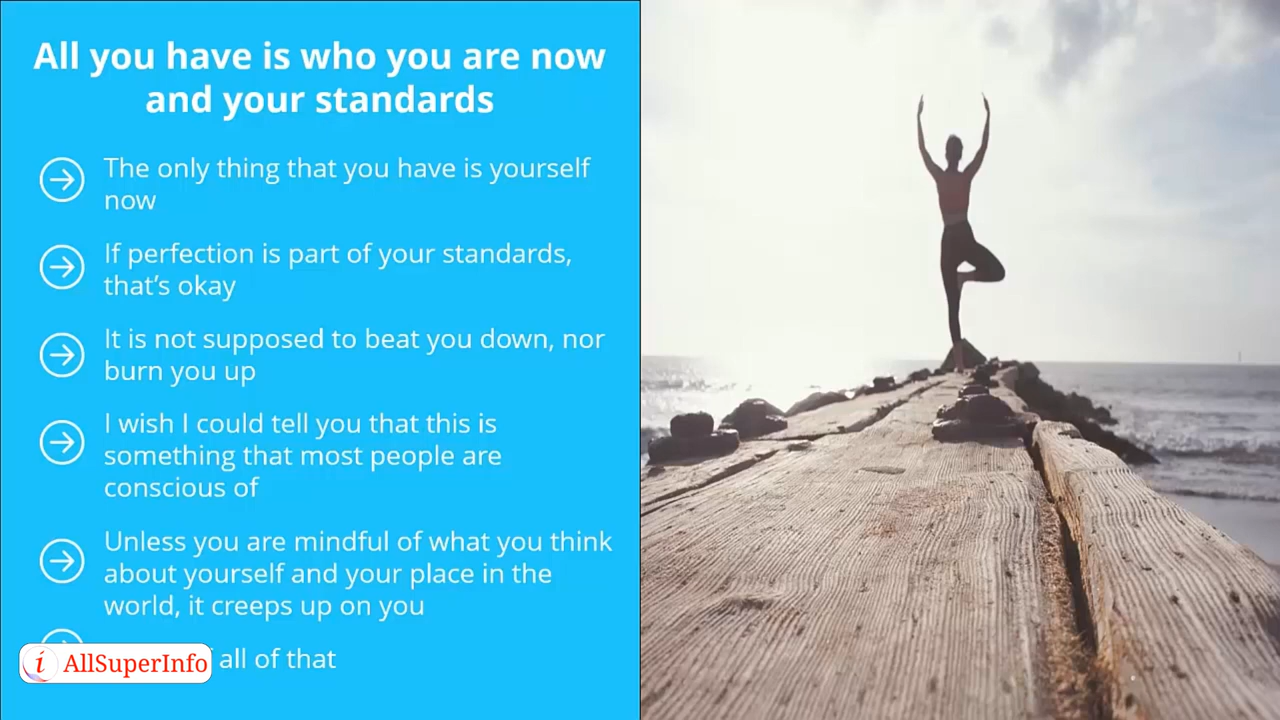 All you have is who you are now
and your standards
The only thing that you have is yourself
now
If perfection is part of your standards,
that’s okay
It is not supposed to beat you down, nor
burn you up
I wish I could tell you that this is
something that most people are
conscious of
Unless you are mindful of what you think
about yourself and your place in the
world, it creeps up on you
all of that
i AllSuperInfo